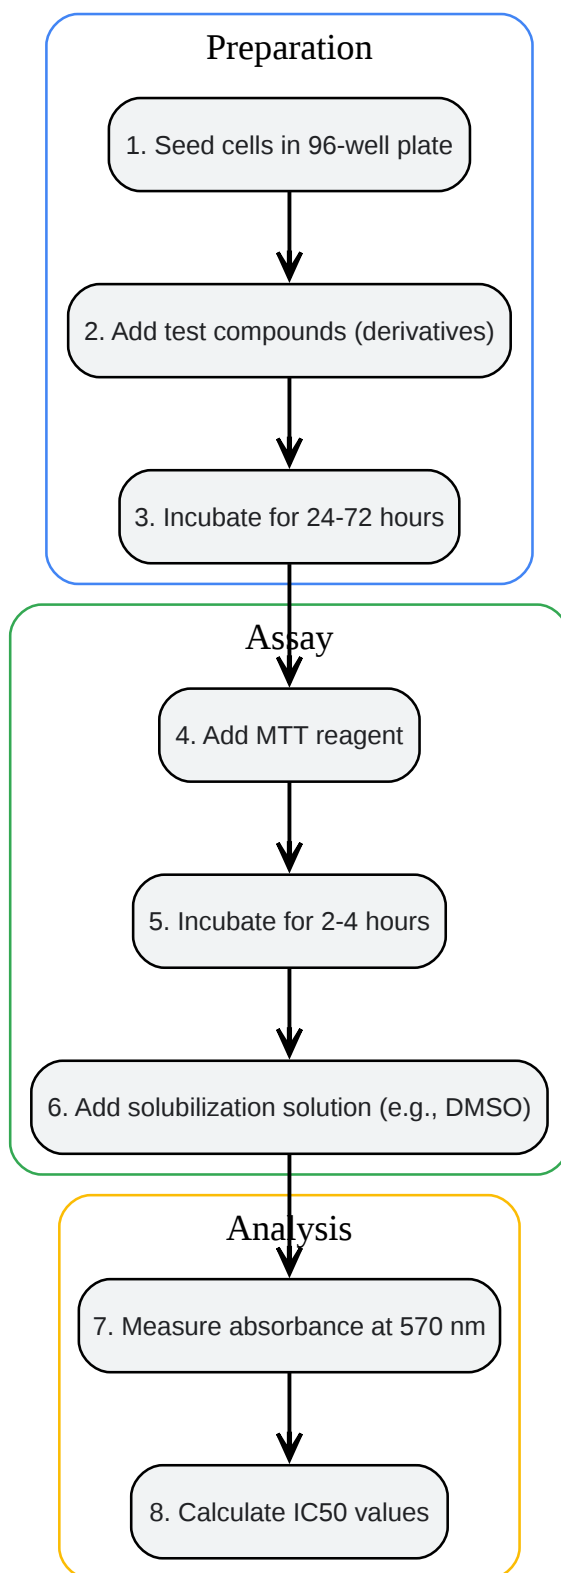 Preparation
1. Seed cells in 96-well plate
2. Add test compounds (derivatives)
3. Incubate for 24-72 hours
Assay
4. Add MTT reagent
5. Incubate for 2-4 hours
6. Add solubilization solution (e.g., DMSO)
Analysis
7. Measure absorbance at 570 nm
8. Calculate IC50 values